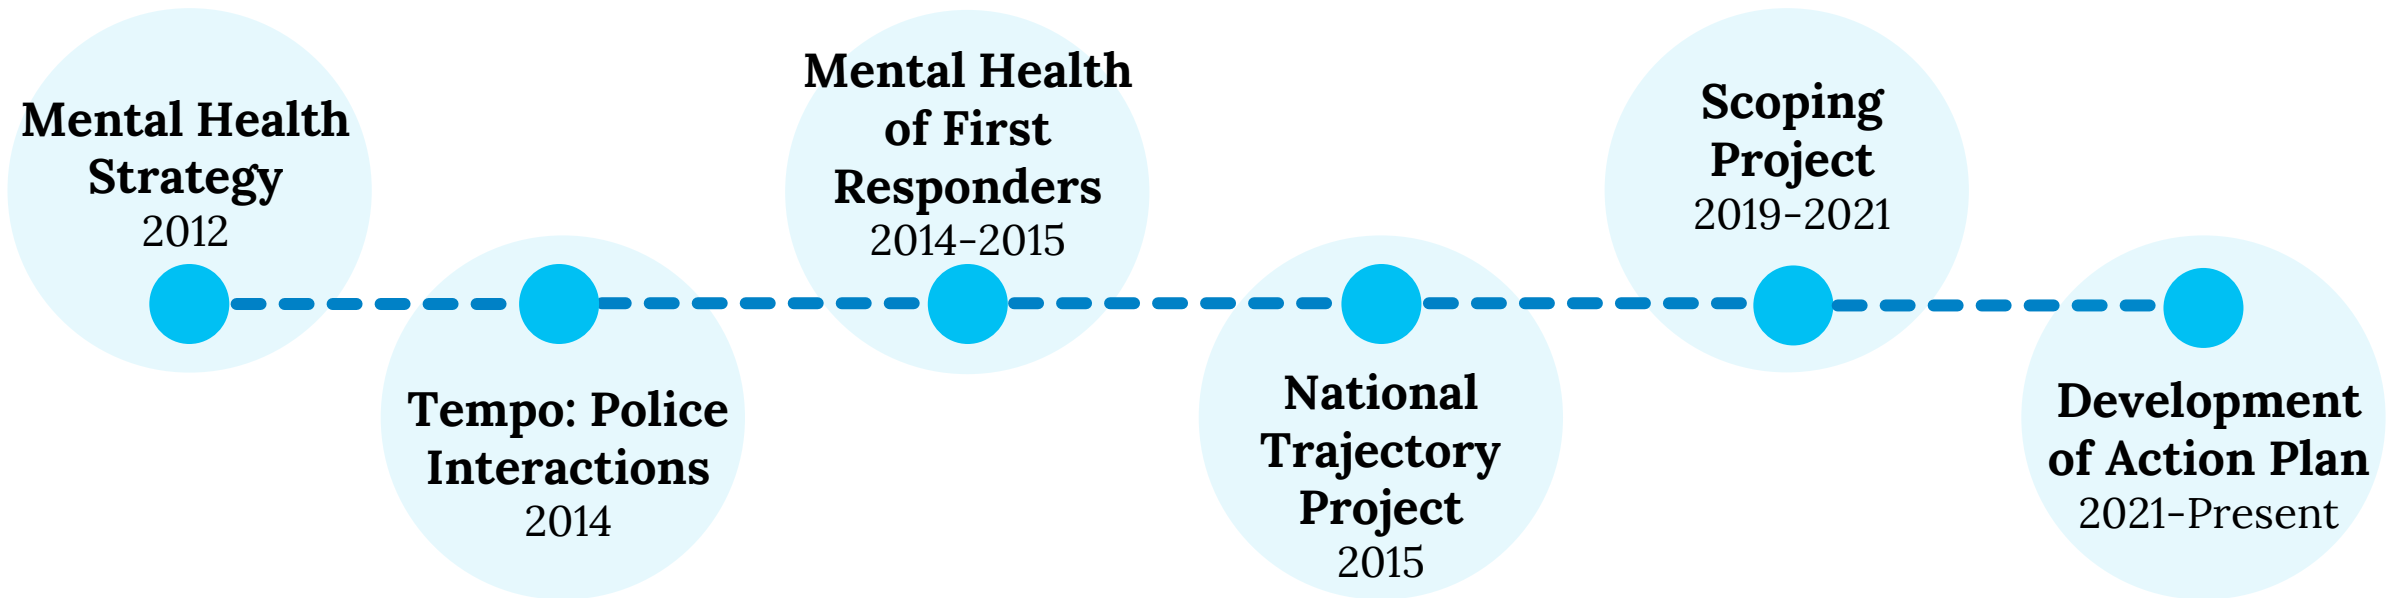 Mental Health
Strategy
2012
Tempo: Police
Interactions
2014
Mental Health
of First
Responders
2014-2015
National
Trajectory
Project
2015
Scoping
Project
2019-2021
Development
of Action Plan
2021-Present